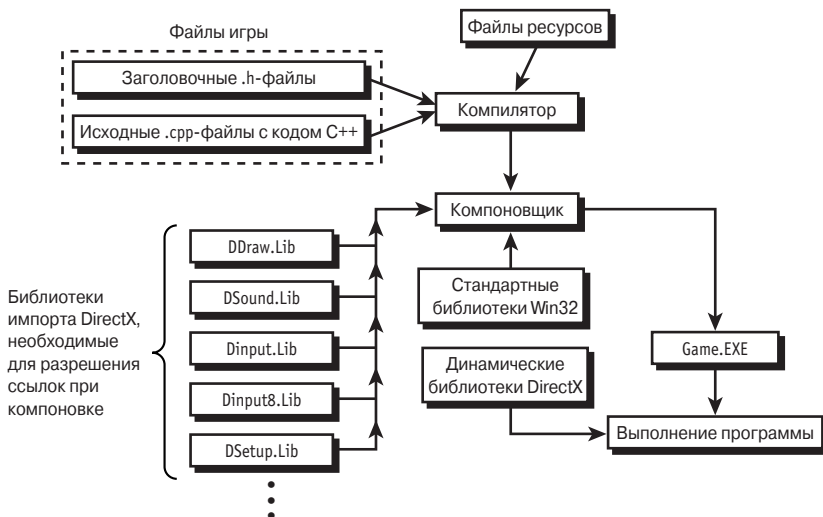 Файлы игры
Файлы ресурсов
Заголовочные .h-файлы
Исходные .cpp-файлы с кодом C++
Компилятор
Компоновщик
DDraw.Lib
DSound.Lib
Dinput.Lib
Dinput8.Lib
DSetup.Lib
Библиотеки
импорта DirectX,
необходимые
для разрешения
ссылок при
компоновке
Стандартные
библиотеки Win32
Динамические
библиотеки DirectX
Game.EXE
Выполнение программы